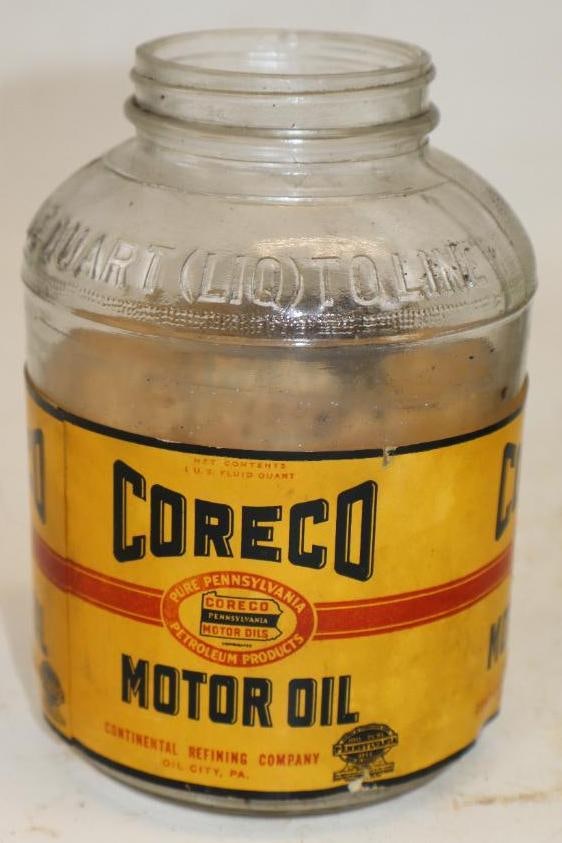 QUART (LIQ) TO LINE
NET CONTENTS
1 U.S. FLUID QUART
CORECO
PURE PENNSYLVANIA
CORECO
PENNSYLVANIA
MOTOR OILS
PETROLEUM PRODUCTS
MOTOR OIL
CONTINENTAL REFINING COMPANY
OIL CITY, PA.
PENNSYLVANIA